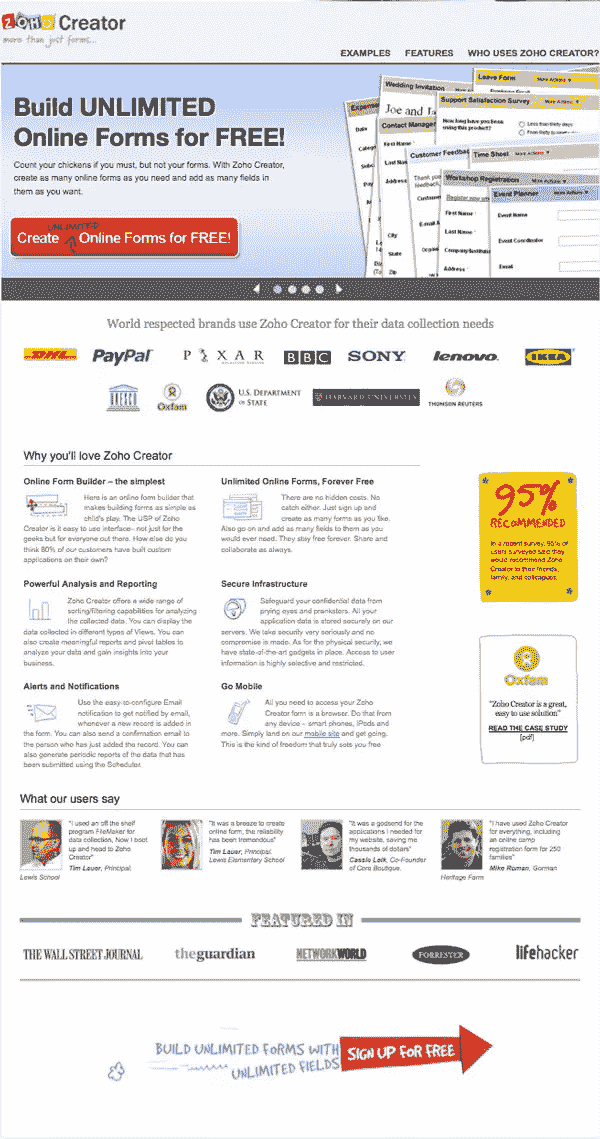 ZOHO Creator
more than just forms...
EXAMPLES FEATURES WHO USES ZOHO CREATOR?
Build UNLIMITED
Online Forms for FREE!
Count your chickens if you must, but not your forms. With Zoho Creator,
create as many online forms as you need and add as many fields in
them as you want.
UNLIMITED
Create Online Forms for FREE!
Leave Form More Actions
Wedding Invitation
Support Satisfaction Survey More Actions
How long have you been
using this product?
Less than thirty days
Joe and
Contact Manager
Customer Feedback
Time Sheet More Actions
Workshop Registration More Actions
Event Planner More Actions
First Name
Last Name
Company/Institute
Address
Event Name
Event Coordinator
Email
City
State
Zip
World respected brands use Zoho Creator for their data collection needs
DHL PayPal PIXAR BBC SONY lenovo IKEA
UNESCO Oxfam U.S. DEPARTMENT
OF STATE HARVARD UNIVERSITY THOMSON REUTERS
Why you'll love Zoho Creator
Online Form Builder – the simplest
Here is an online form builder that
makes building forms as simple as
child's play. The USP of Zoho
Creator is it easy to use interface– not just for the
geeks but for everyone out there. How else do you
think 80% of our customers have built custom
applications on their own?
Unlimited Online Forms, Forever Free
There are no hidden costs. No
catch either. Just sign up and
create as many forms as you like.
Also go on and add as many fields to them as you
would ever need. They stay free forever. Share and
collaborate as always.
Powerful Analysis and Reporting
Zoho Creator offers a wide range of
sorting/filtering capabilities for analyzing
the collected data. You can display the
data collected in different types of Views. You can
also create meaningful reports and pivot tables to
analyze your data and gain insights into your
business.
Secure Infrastructure
Safeguard your confidential data from
prying eyes and pranksters. All your
application data is stored securely on our
servers. We take security very seriously and no
compromise is made. As for the physical security, we
have state-of-the-art gadgets in place. Access to user
information is highly selective and restricted.
Alerts and Notifications
Use the easy-to-configure Email
notification to get notified by email,
whenever a new record is added in
the form. You can also send a confirmation email to
the person who has just added the record. You can
also generate periodic reports of the data that has
been submitted using the Scheduler.
Go Mobile
All you need to access your Zoho
Creator form is a browser. Do that from
any device – smart phones, iPods and
more. Simply land on our mobile site and get going.
This is the kind of freedom that truly sets you free
95%
RECOMMENDED
In a recent survey, 95% of
users surveyed said they
would recommend Zoho
Creator to their friends,
family, and colleagues.
Oxfam
"Zoho Creator is a great,
easy to use solution"
READ THE CASE STUDY
[pdf]
What our users say
"I used an off the shelf
program FileMaker for
data collection, Now I boot
up and head to Zoho
Creator"
Tim Lauer, Principal,
Lewis School
"It was a breeze to create
online form, the reliability
has been tremendous"
Tim Lauer, Principal,
Lewis Elementary School
"It was a godsend for the
applications I needed for
my website, saving me
thousands of dollars"
Cassie Leik, Co-Founder
of Cora Boutique.
"I have used Zoho Creator
for everything, including
an online camp
registration form for 250
families"
Mike Roman, Gorman
Heritage Farm
FEATURED IN
THE WALL STREET JOURNAL theguardian NETWORKWORLD FORRESTER lifehacker
BUILD UNLIMITED FORMS WITH
UNLIMITED FIELDS
SIGN UP FOR FREE